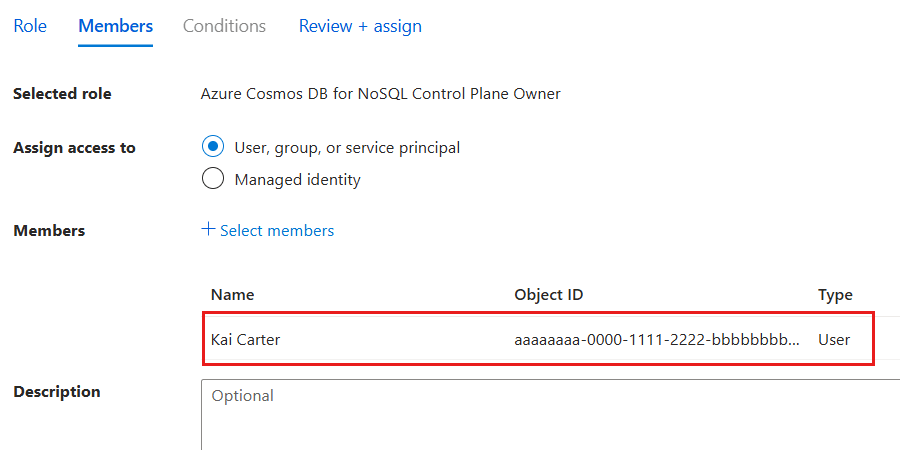 Role Members Conditions Review + assign
Selected role Azure Cosmos DB for NoSQL Control Plane Owner
Assign access to User, group, or service principal
Managed identity
Members + Select members
Name Object ID Type
Kai Carter aaaaaaaa-0000-1111-2222-bbbbbbbb... User
Description Optional